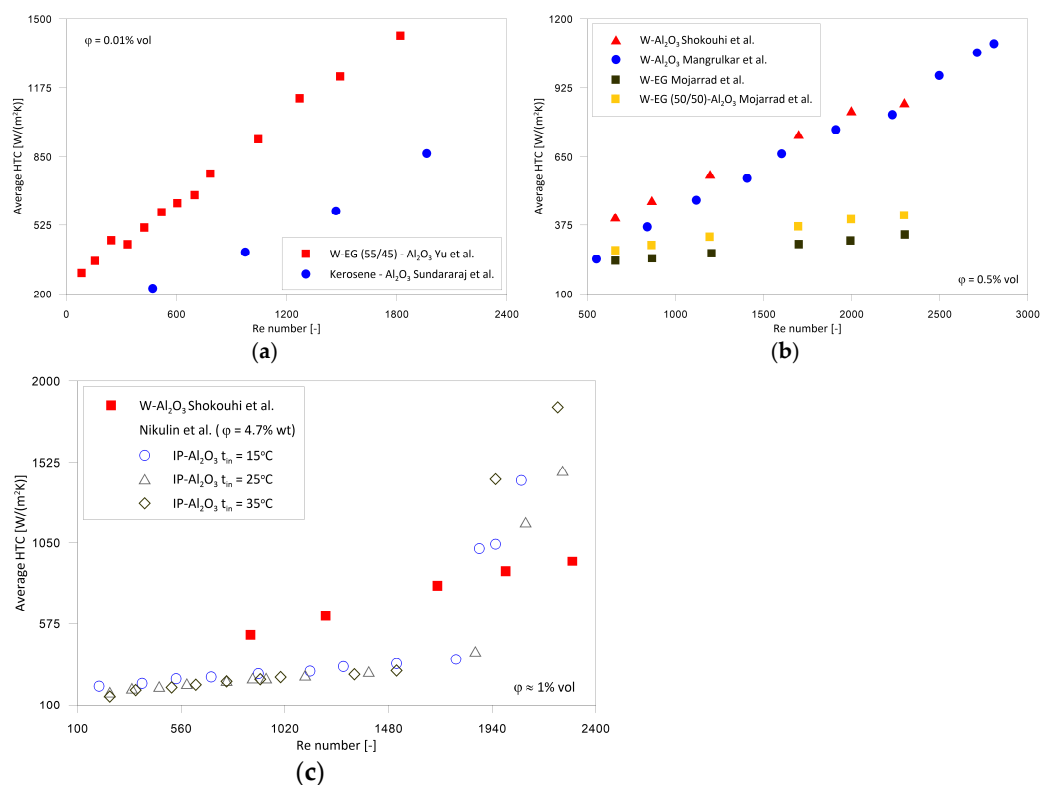 φ = 0.01% vol
1500
1175
850
525
200
Average HTC [W/(m²K)]
W-EG (55/45) - Al₂O₃ Yu et al.
Kerosene - Al₂O₃ Sundararaj et al.
0 600 1200 1800 2400
Re number [-]
(a)
1200
925
650
375
100
Average HTC [W/(m²K)]
W-Al₂O₃ Shokouhi et al.
W-Al₂O₃ Mangrulkar et al.
W-EG Mojarrad et al.
W-EG (50/50)-Al₂O₃ Mojarrad et al.
φ = 0.5% vol
500 1000 1500 2000 2500 3000
Re number [-]
(b)
2000
1525
1050
575
100
Average HTC [W/(m²K)]
W-Al₂O₃ Shokouhi et al.
Nikulin et al. ( φ = 4.7% wt)
IP-Al₂O₃ tᵢₙ = 15°C
IP-Al₂O₃ tᵢₙ = 25°C
IP-Al₂O₃ tᵢₙ = 35°C
φ ≈ 1% vol
100 560 1020 1480 1940 2400
Re number [-]
(c)